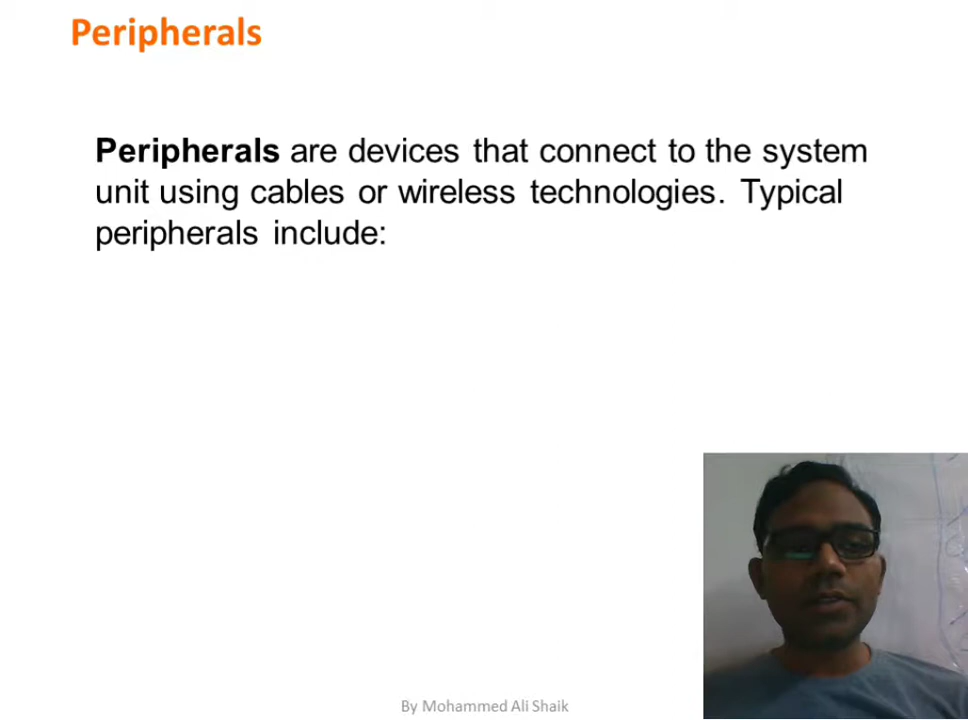 Peripherals
Peripherals are devices that connect to the system
unit using cables or wireless technologies. Typical
peripherals include:
By Mohammed Ali Shaik